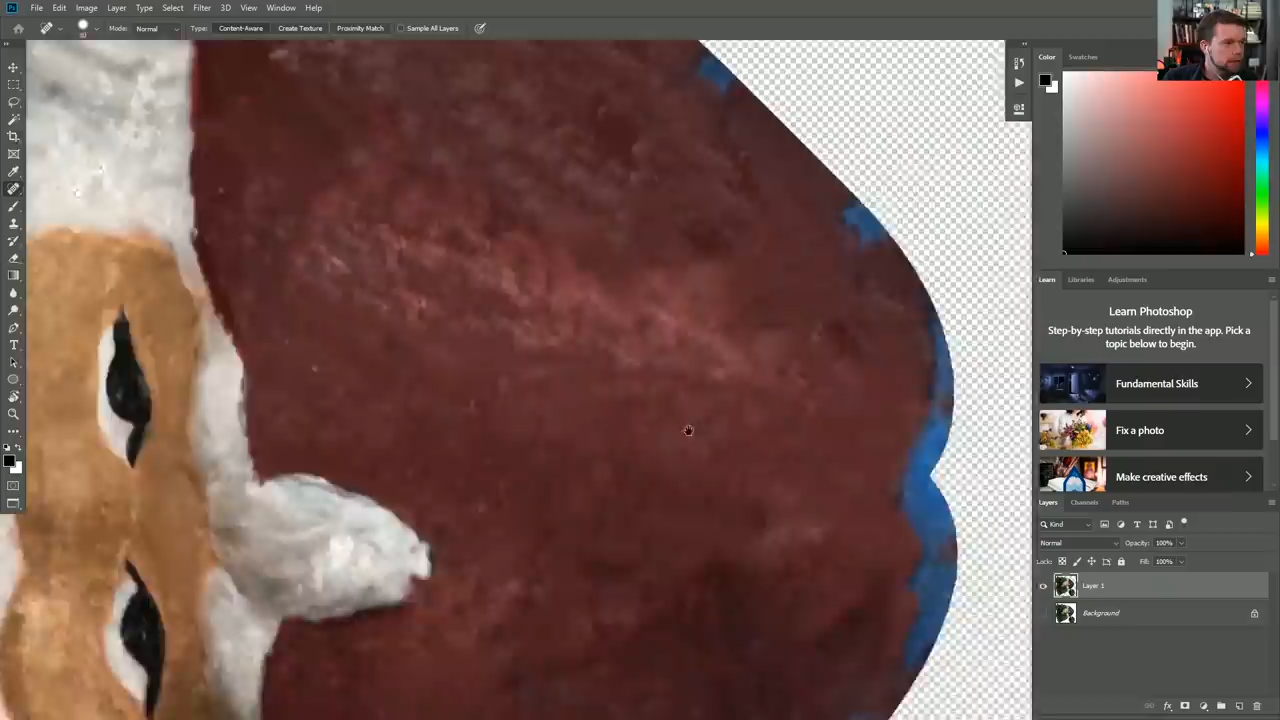 Ps File Edit Image Layer Type Select Filter 3D View Window Help
Mode: Normal Type: Content-Aware Create Texture Proximity Match Sample All Layers
Color Swatches
Learn Libraries Adjustments
Learn Photoshop
Step-by-step tutorials directly in the app. Pick a
topic below to begin.
Fundamental Skills
Fix a photo
Make creative effects
Layers Channels Paths
Kind
Normal Opacity: 100%
Lock: Fill: 100%
Layer 1
Background